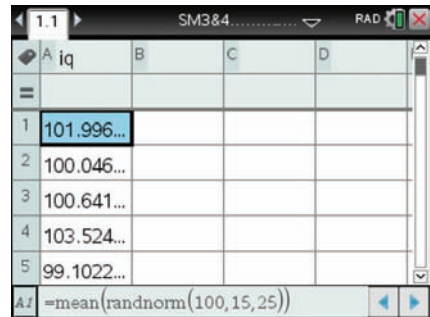 1.1 SM3&4............. RAD
A iq B C D
=
1 101.996...
2 100.046...
3 100.641...
4 103.524...
5 99.1022...
A1 =mean(randnorm(100,15,25))